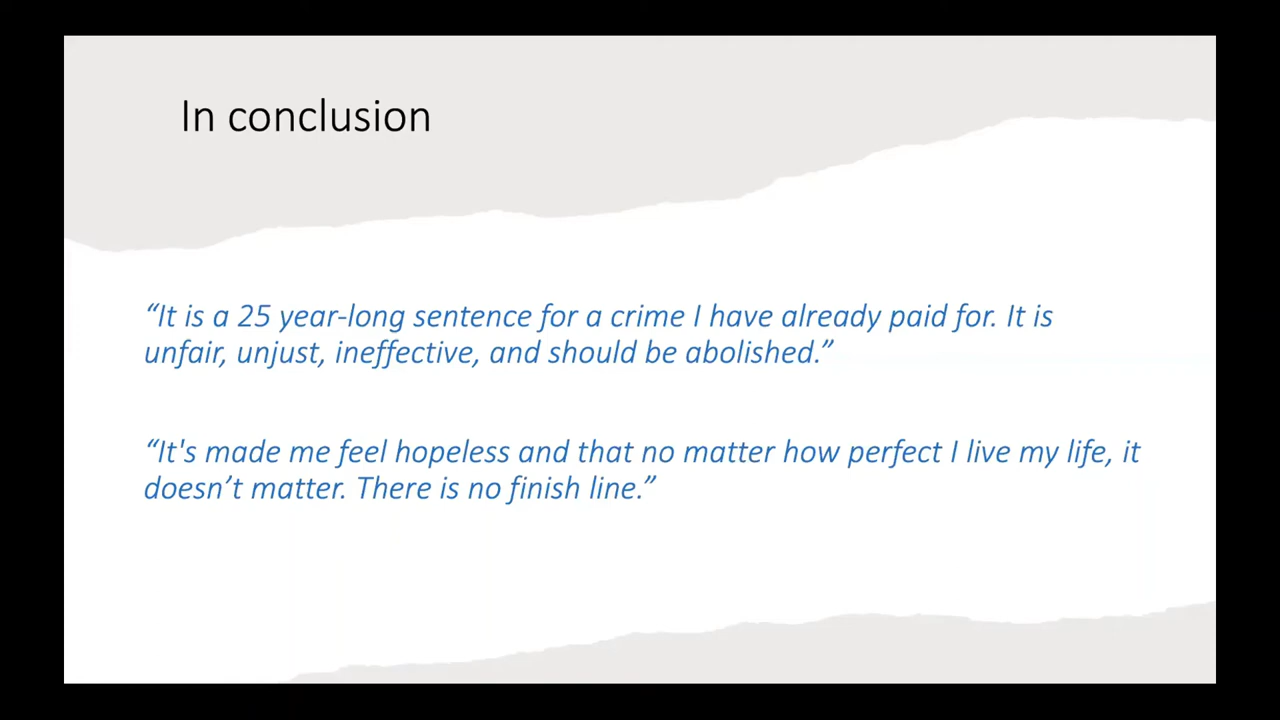 In conclusion
“It is a 25 year-long sentence for a crime I have already paid for. It is
unfair, unjust, ineffective, and should be abolished.”
“It's made me feel hopeless and that no matter how perfect I live my life, it
doesn’t matter. There is no finish line.”